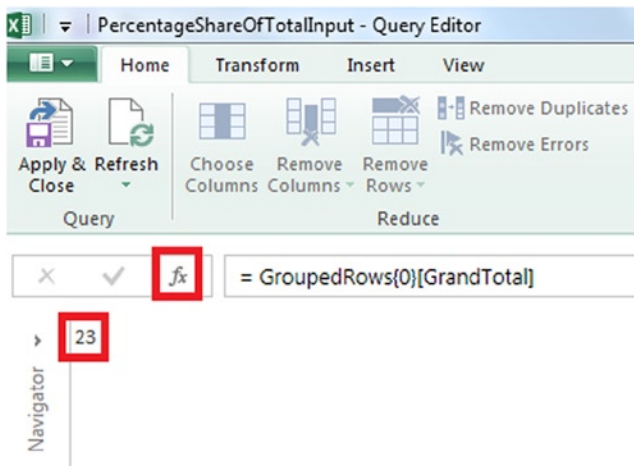 PercentageShareOfTotalInput - Query Editor
Home Transform Insert View
Apply & Close
Refresh
Choose Columns
Remove Columns
Remove Rows
Remove Duplicates
Remove Errors
Query Reduce
fx = GroupedRows{0}[GrandTotal]
23
Navigator